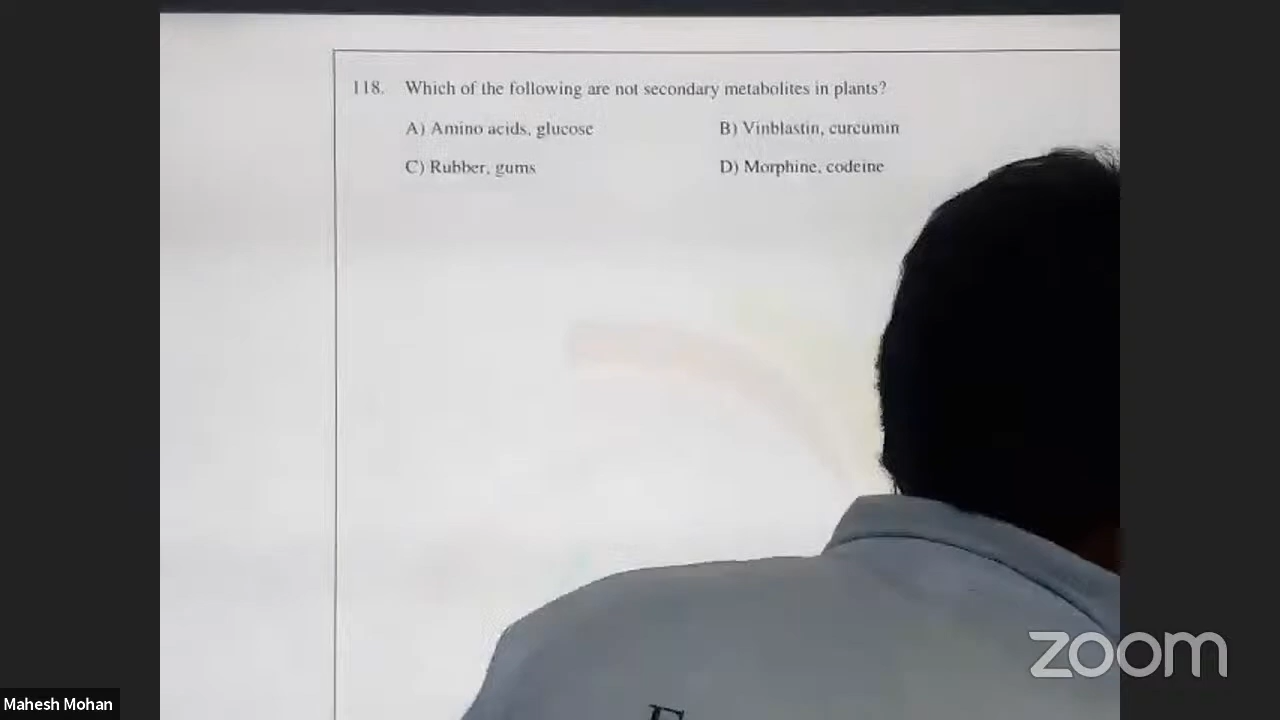 118. Which of the following are not secondary metabolites in plants?
A) Amino acids, glucose B) Vinblastin, curcumin
C) Rubber, gums D) Morphine, codeine
zoom
Mahesh Mohan